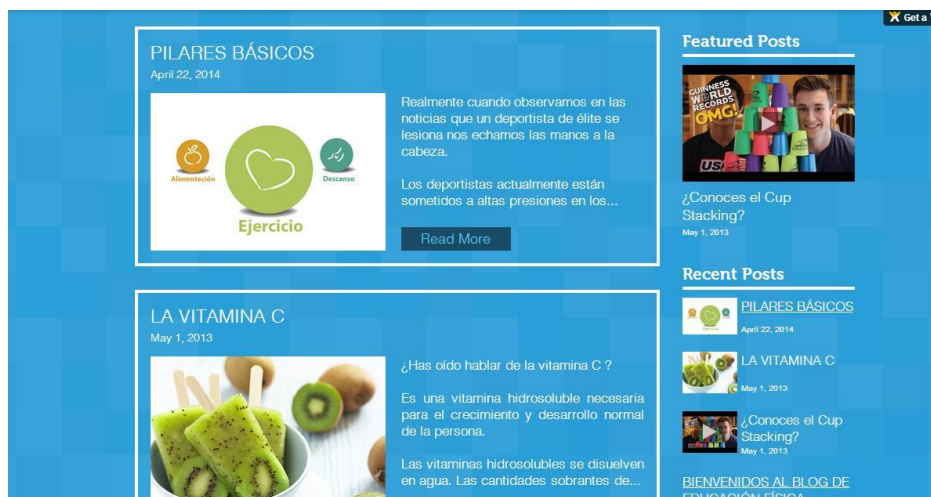 Get a
PILARES BÁSICOS
April 22, 2014
Alimentación
Descanso
Ejercicio
Realmente cuando observamos en las
noticias que un deportista de élite se
lesiona nos echamos las manos a la
cabeza.
Los deportistas actualmente están
sometidos a altas presiones en los...
Read More
LA VITAMINA C
May 1, 2013
¿Has oído hablar de la vitamina C ?
Es una vitamina hidrosoluble necesaria
para el crecimiento y desarrollo normal
de la persona.
Las vitaminas hidrosolubles se disuelven
en agua. Las cantidades sobrantes de...
Featured Posts
GUINNESS
WORLD
RECORDS
OMG!
US
¿Conoces el Cup
Stacking?
May 1, 2013
Recent Posts
PILARES BÁSICOS
April 22, 2014
LA VITAMINA C
May 1, 2013
¿Conoces el Cup
Stacking?
May 1, 2013
BIENVENIDOS AL BLOG DE
EDUCACIÓN FÍSICA